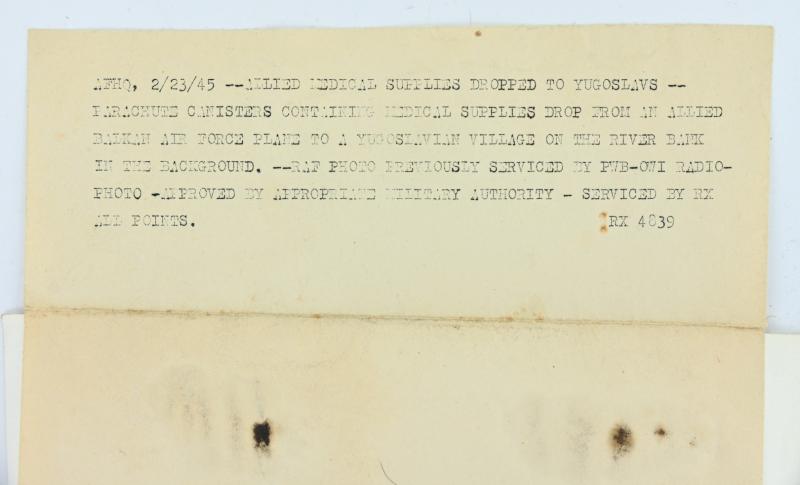 AFHQ, 2/23/45 --ALLIED MEDICAL SUPPLIES DROPPED TO YUGOSLAVS --
PARACHUTE CANISTERS CONTAINING MEDICAL SUPPLIES DROP FROM AN ALLIED
BALKAN AIR FORCE PLANE TO A YUGOSLAVIAN VILLAGE ON THE RIVER BANK
IN THE BACKGROUND. --RAF PHOTO PREVIOUSLY SERVICED BY PWB-OWI RADIO-
PHOTO -APPROVED BY APPROPRIATE MILITARY AUTHORITY - SERVICED BY RX
ALL POINTS. RX 4839